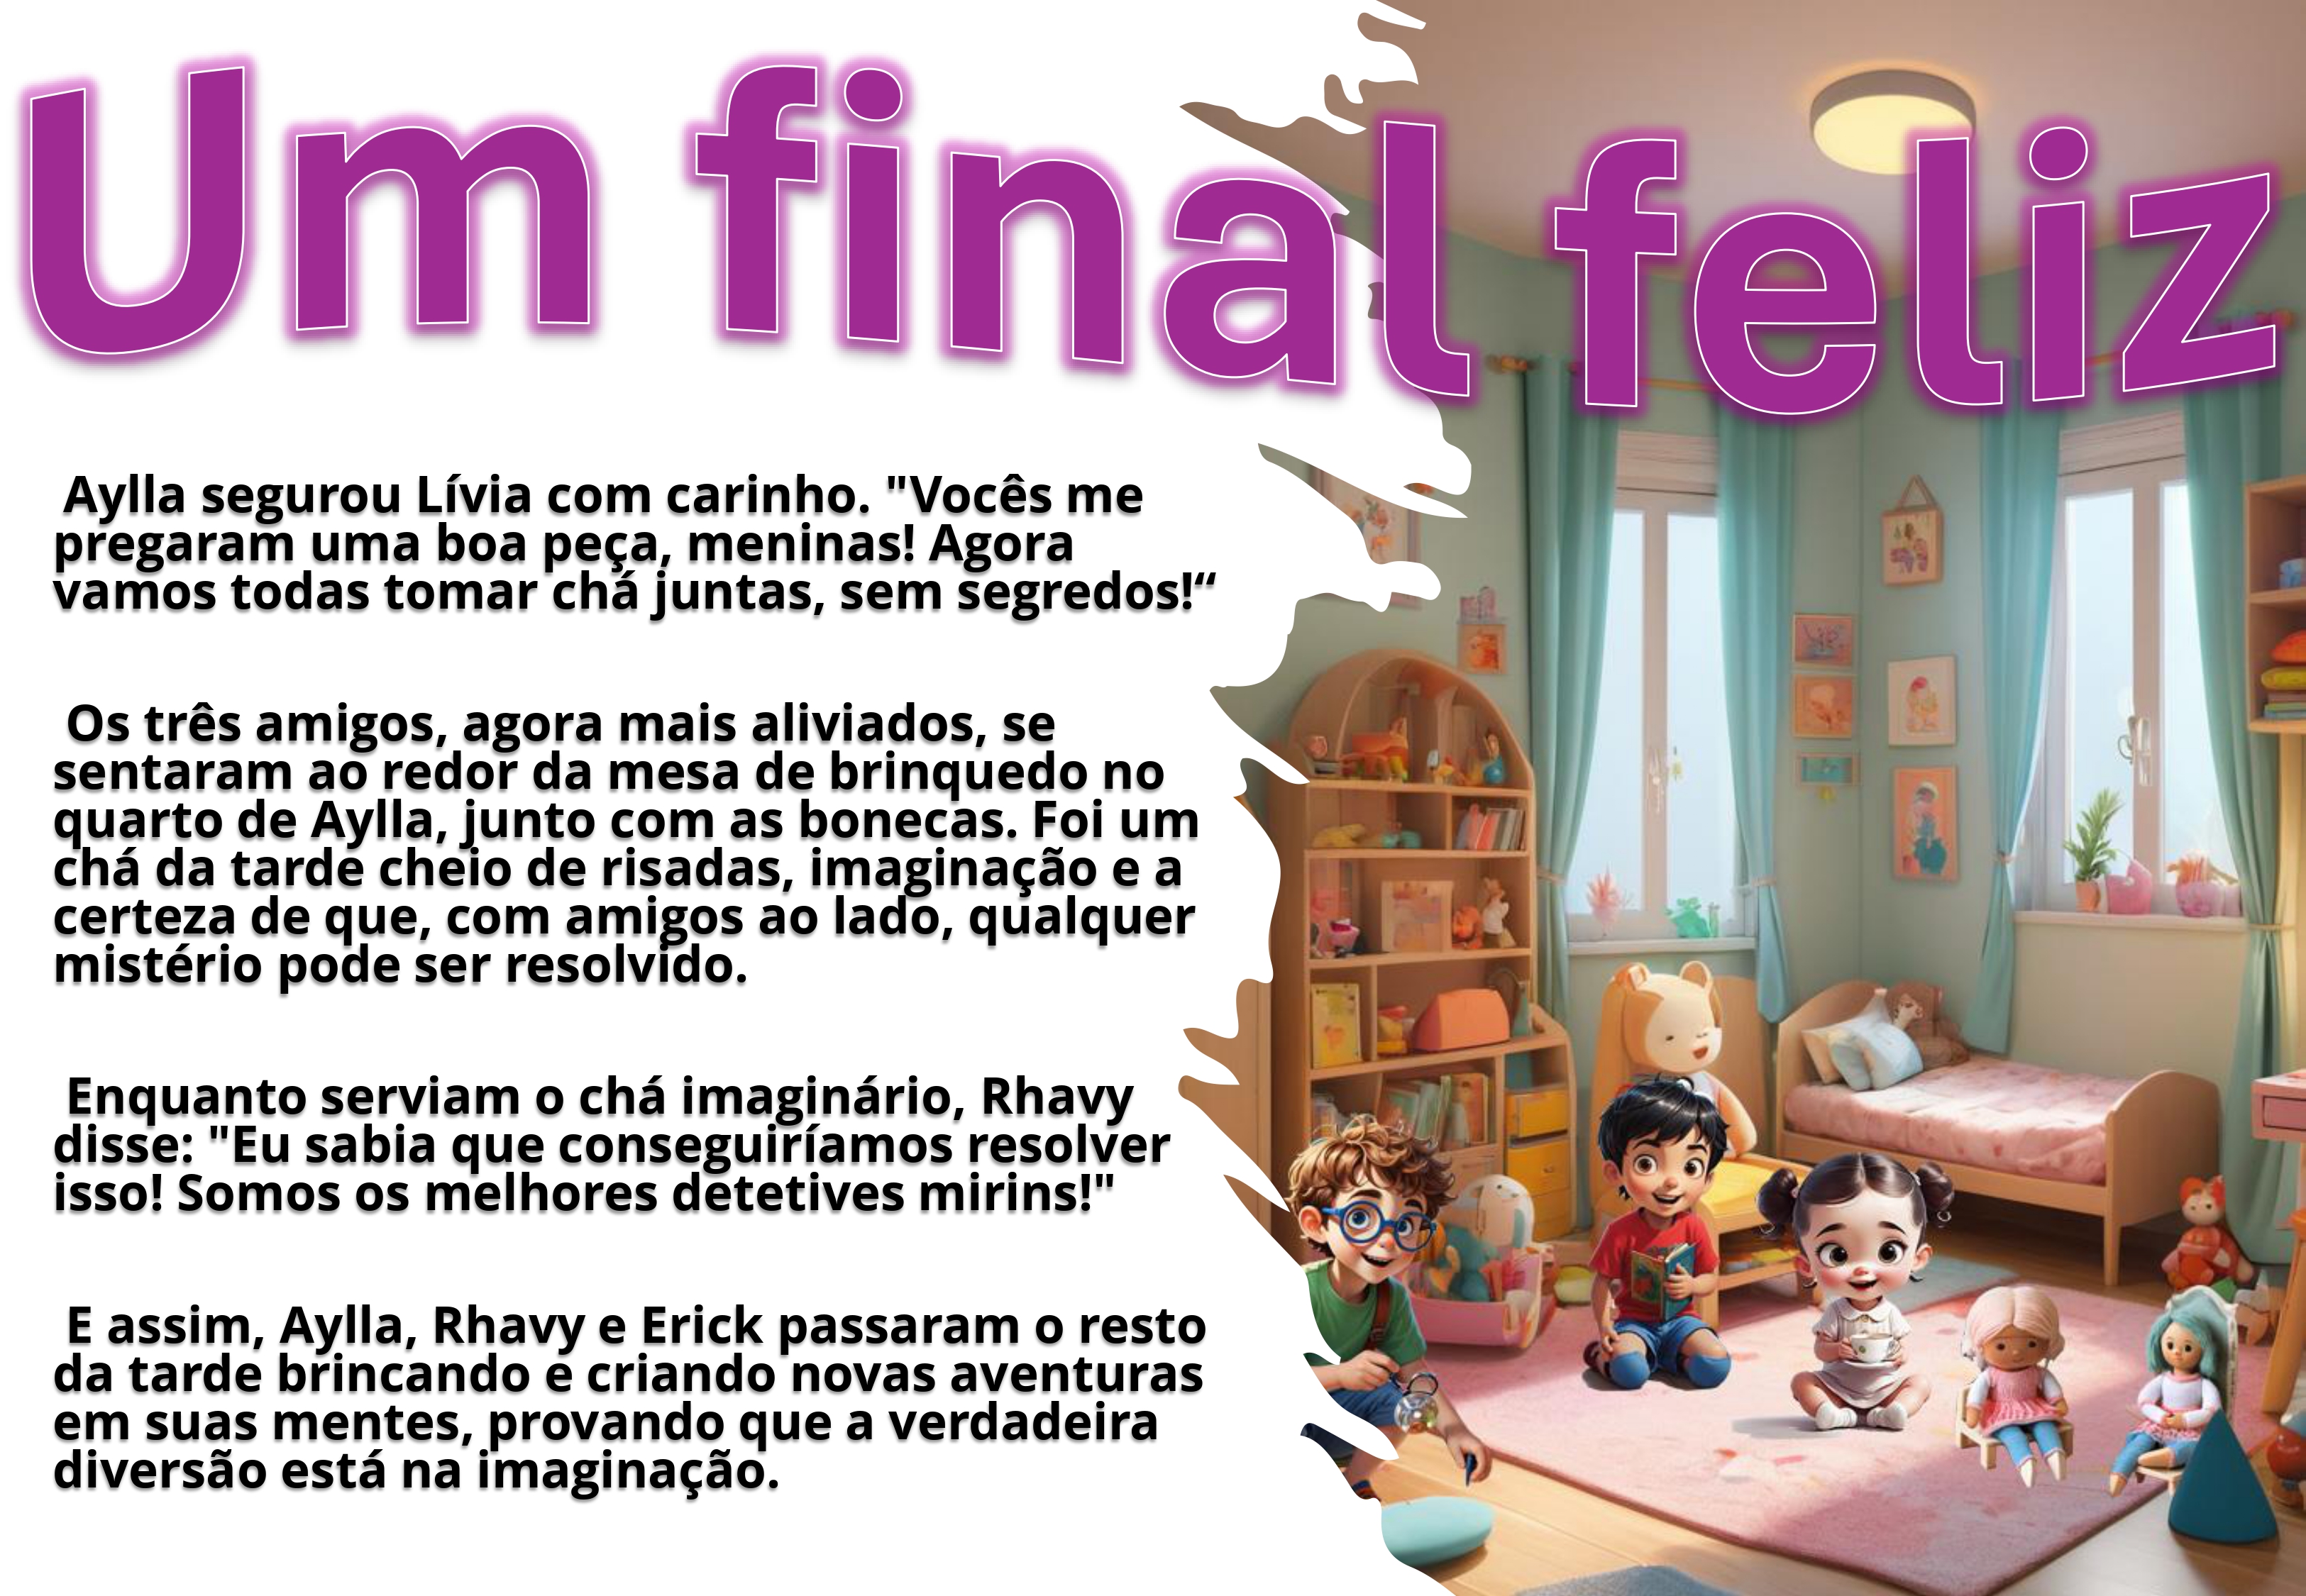 Um final feliz
Aylla segurou Lívia com carinho. "Vocês me
pregaram uma boa peça, meninas! Agora
vamos todas tomar chá juntas, sem segredos!“
Os três amigos, agora mais aliviados, se
sentaram ao redor da mesa de brinquedo no
quarto de Aylla, junto com as bonecas. Foi um
chá da tarde cheio de risadas, imaginação e a
certeza de que, com amigos ao lado, qualquer
mistério pode ser resolvido.
Enquanto serviam o chá imaginário, Rhavy
disse: "Eu sabia que conseguiríamos resolver
isso! Somos os melhores detetives mirins!"
E assim, Aylla, Rhavy e Erick passaram o resto
da tarde brincando e criando novas aventuras
em suas mentes, provando que a verdadeira
diversão está na imaginação.